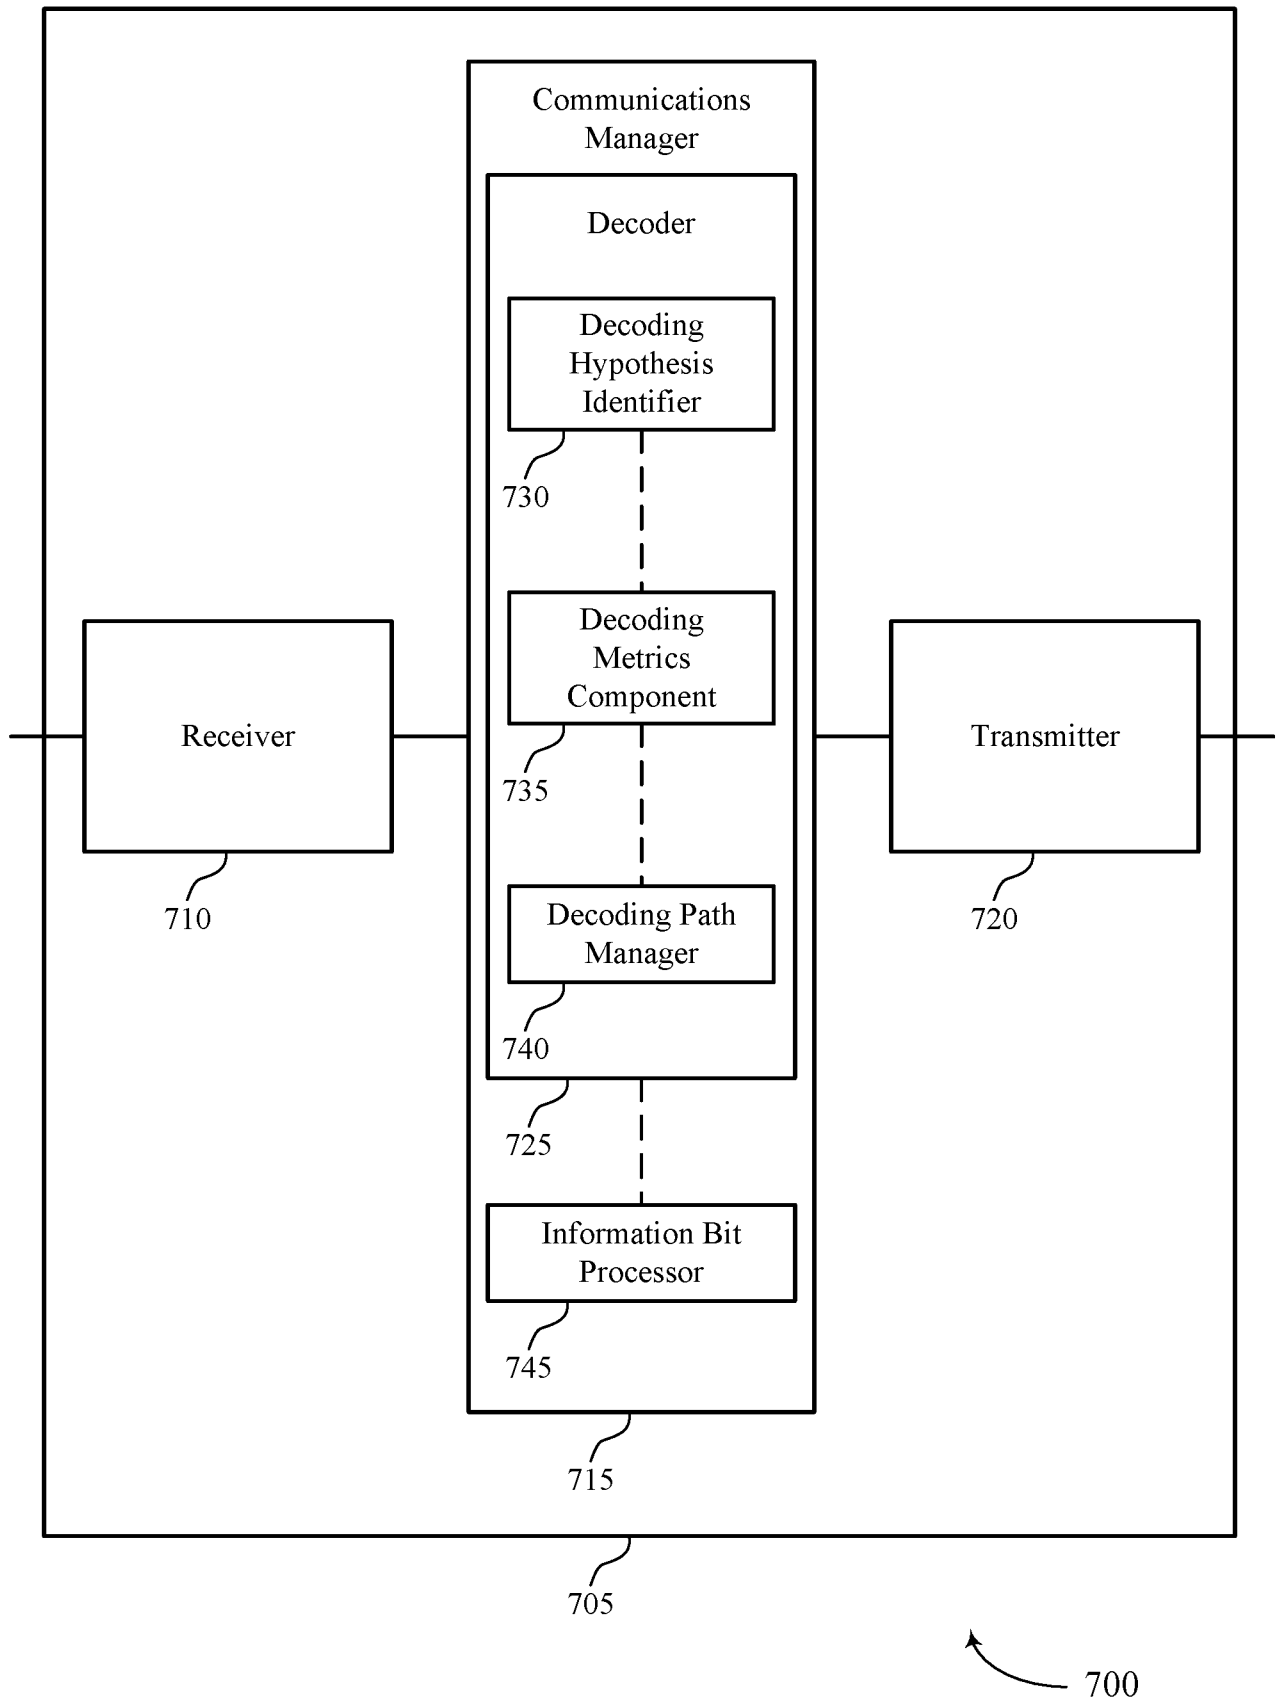 Communications
Manager
Decoder
Decoding
Hypothesis
Identifier
730
Decoding
Metrics
Component
735
Receiver
710
Transmitter
720
Decoding Path
Manager
740
725
Information Bit
Processor
745
715
705
700